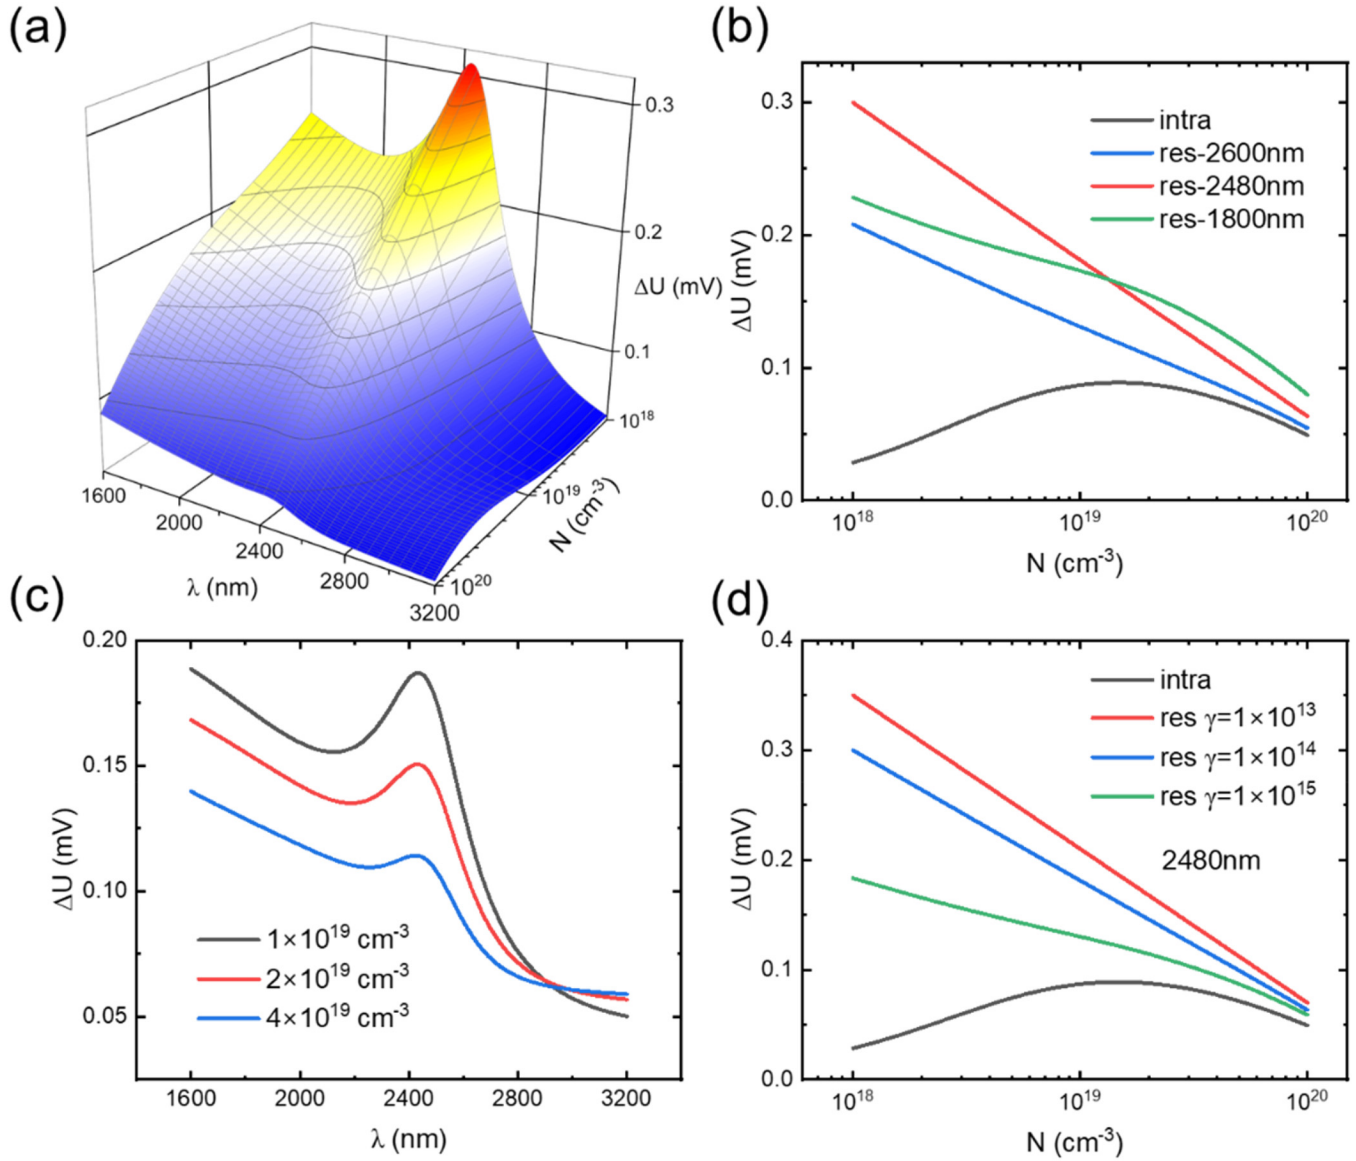 (a)
0.3
0.2
ΔU (mV)
0.1
10¹⁸
10¹⁹
N (cm⁻³)
10²⁰
1600
2000
2400
2800
3200
λ (nm)
(b)
0.3
0.2
0.1
0.0
ΔU (mV)
intra
res-2600nm
res-2480nm
res-1800nm
10¹⁸ 10¹⁹ 10²⁰
N (cm⁻³)
(c)
0.20
0.15
0.10
0.05
ΔU (mV)
1×10¹⁹ cm⁻³
2×10¹⁹ cm⁻³
4×10¹⁹ cm⁻³
1600 2000 2400 2800 3200
λ (nm)
(d)
0.4
0.3
0.2
0.1
0.0
ΔU (mV)
intra
res γ=1×10¹³
res γ=1×10¹⁴
res γ=1×10¹⁵
2480nm
10¹⁸ 10¹⁹ 10²⁰
N (cm⁻³)